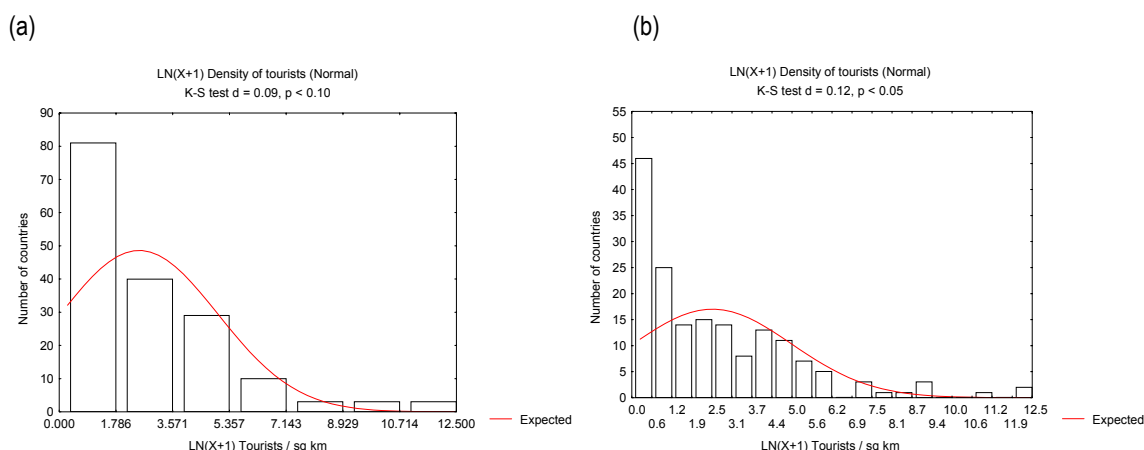 (a)
LN(X+1) Density of tourists (Normal)
K-S test d = 0.09, p < 0.10
90
80
70
60
50
40
30
20
10
0
Number of countries
0.000 1.786 3.571 5.357 7.143 8.929 10.714 12.500
LN(X+1) Tourists / sq km
Expected
(b)
LN(X+1) Density of tourists (Normal)
K-S test d = 0.12, p < 0.05
55
50
45
40
35
30
25
20
15
10
5
0
Number of countries
0.0 1.2 2.5 3.7 5.0 6.2 7.5 8.7 10.0 11.2 12.5
0.6 1.9 3.1 4.4 5.6 6.9 8.1 9.4 10.6 11.9
LN(X+1) Tourists / sq km
Expected